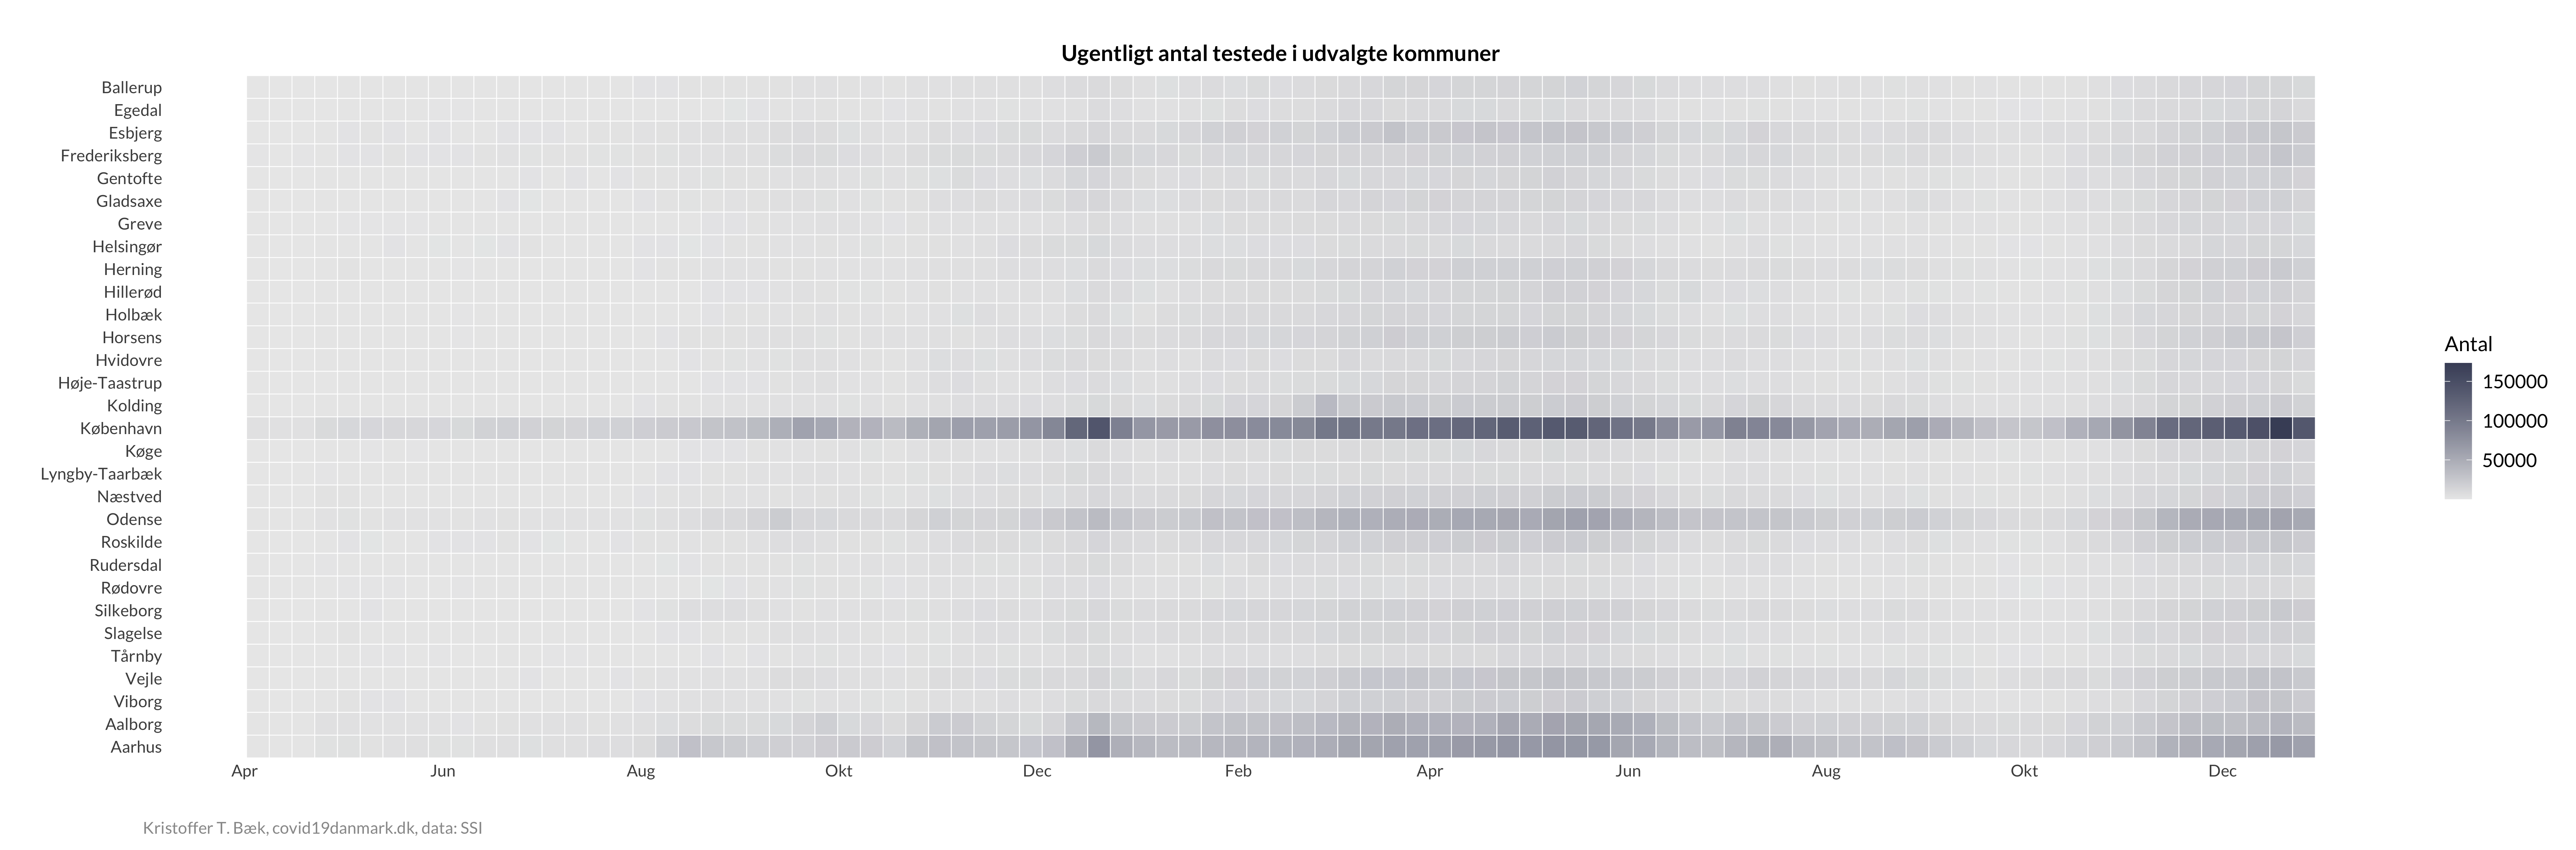 Ugentligt antal testede i udvalgte kommuner
Ballerup
Egedal
Esbjerg
Frederiksberg
Gentofte
Gladsaxe
Greve
Helsingør
Herning
Hillerød
Holbæk
Horsens
Hvidovre
Høje-Taastrup
Kolding
København
Køge
Lyngby-Taarbæk
Næstved
Odense
Roskilde
Rudersdal
Rødovre
Silkeborg
Slagelse
Tårnby
Vejle
Viborg
Aalborg
Aarhus
Apr Jun Aug Okt Dec Feb Apr Jun Aug Okt Dec
Antal
150000
100000
50000
Kristoffer T. Bæk, covid19danmark.dk, data: SSI